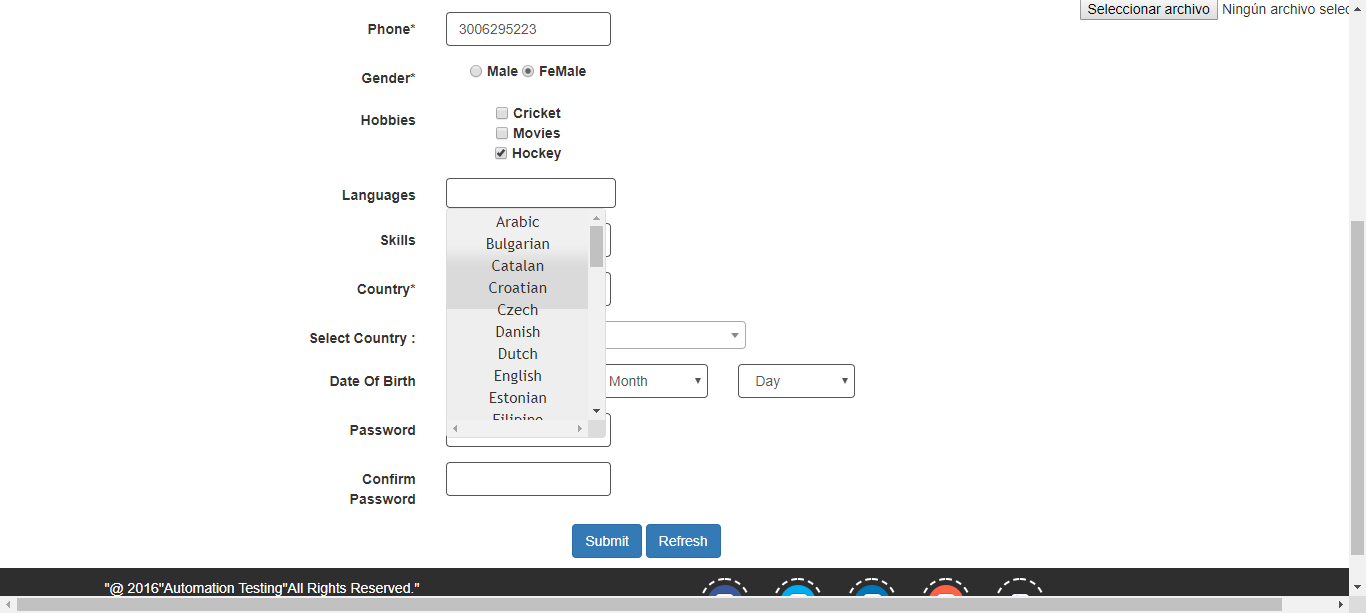 Seleccionar archivo Ningún archivo selec
Phone* 3006295223
Gender* Male FeMale
Hobbies
Cricket
Movies
Hockey
Languages
Arabic
Skills
Bulgarian
Catalan
Country*
Croatian
Czech
Select Country :
Danish
Dutch
Date Of Birth Month Day
English
Estonian
Filipino
Password
Confirm
Password
Submit Refresh
"@ 2016"Automation Testing"All Rights Reserved."